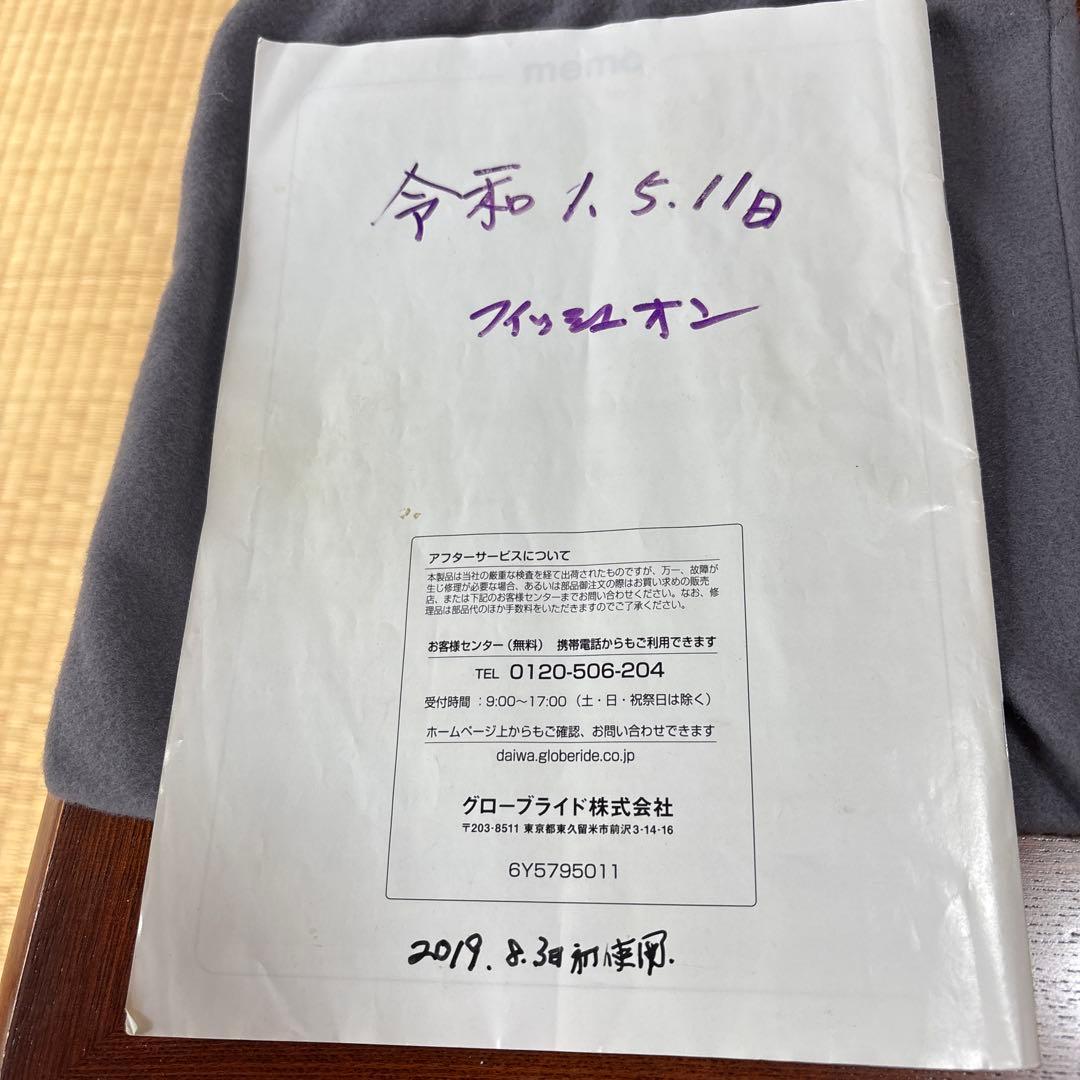 memo
令和 1. 5. 11日
フィッシュオン
アフターサービスについて
本製品は当社の厳重な検査を経て出荷されたものですが、万一、故障が
生じ修理が必要な場合、あるいは部品御注文の際はお買い求めの販売
店、または下記のお客様センターまでお問い合わせください。なお、修
理品は部品代のほか手数料をいただきますのでご了承ください。
お客様センター(無料) 携帯電話からもご利用できます
TEL 0120-506-204
受付時間 : 9:00~17:00(土・日・祝祭日は除く)
ホームページ上からもご確認、お問い合わせできます
daiwa.globeride.co.jp
グローブライド株式会社
〒203-8511 東京都東久留米市前沢3-14-16
6Y5795011
2019. 8. 3日初使用.